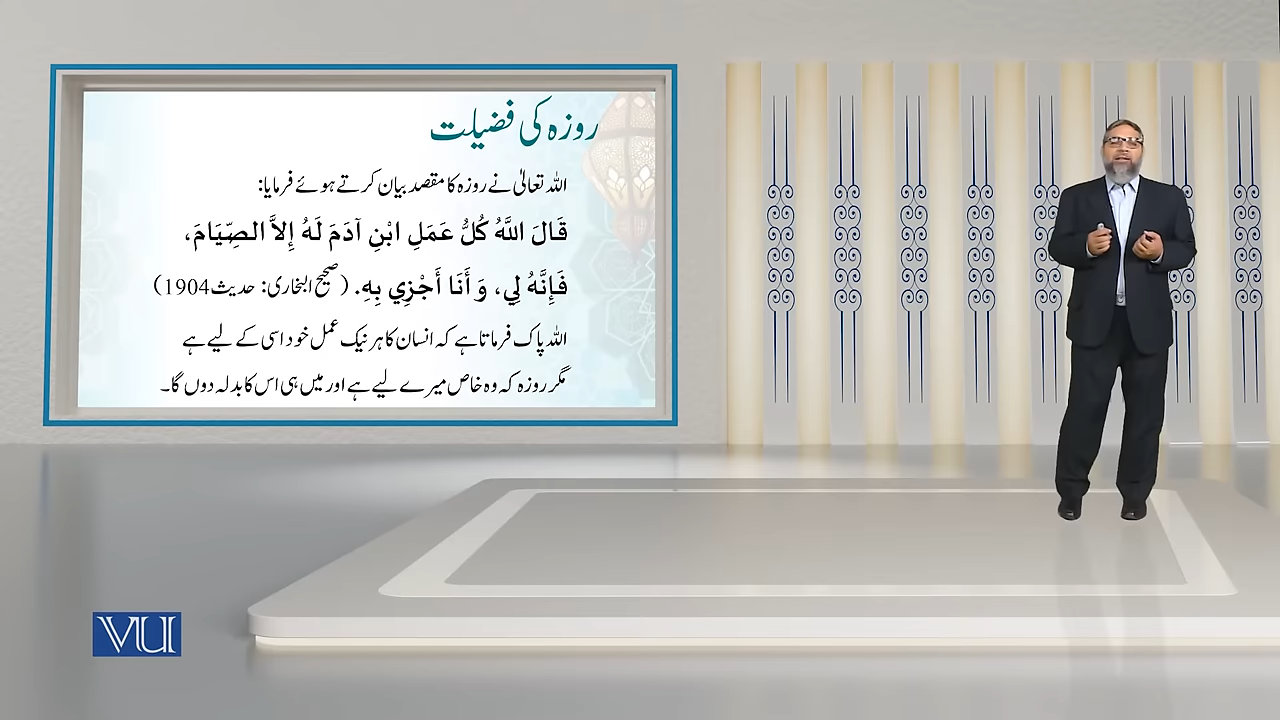 روزہ کی فضیلت
اللہ تعالیٰ نے روزہ کا مقصد بیان کرتے ہوئے فرمایا:
قَالَ اللَّهُ كُلُّ عَمَلِ ابْنِ آدَمَ لَهُ إِلاَّ الصِّيَامَ،
فَإِنَّهُ لِي، وَ أَنَا أَجْزِي بِهِ. (صحیح البخاری: حدیث 1904)
اللہ پاک فرماتا ہے کہ انسان کا ہر نیک عمل خود اسی کے لیے ہے
مگر روزہ کہ وہ خاص میرے لیے ہے اور میں ہی اس کا بدلہ دوں گا۔
VU